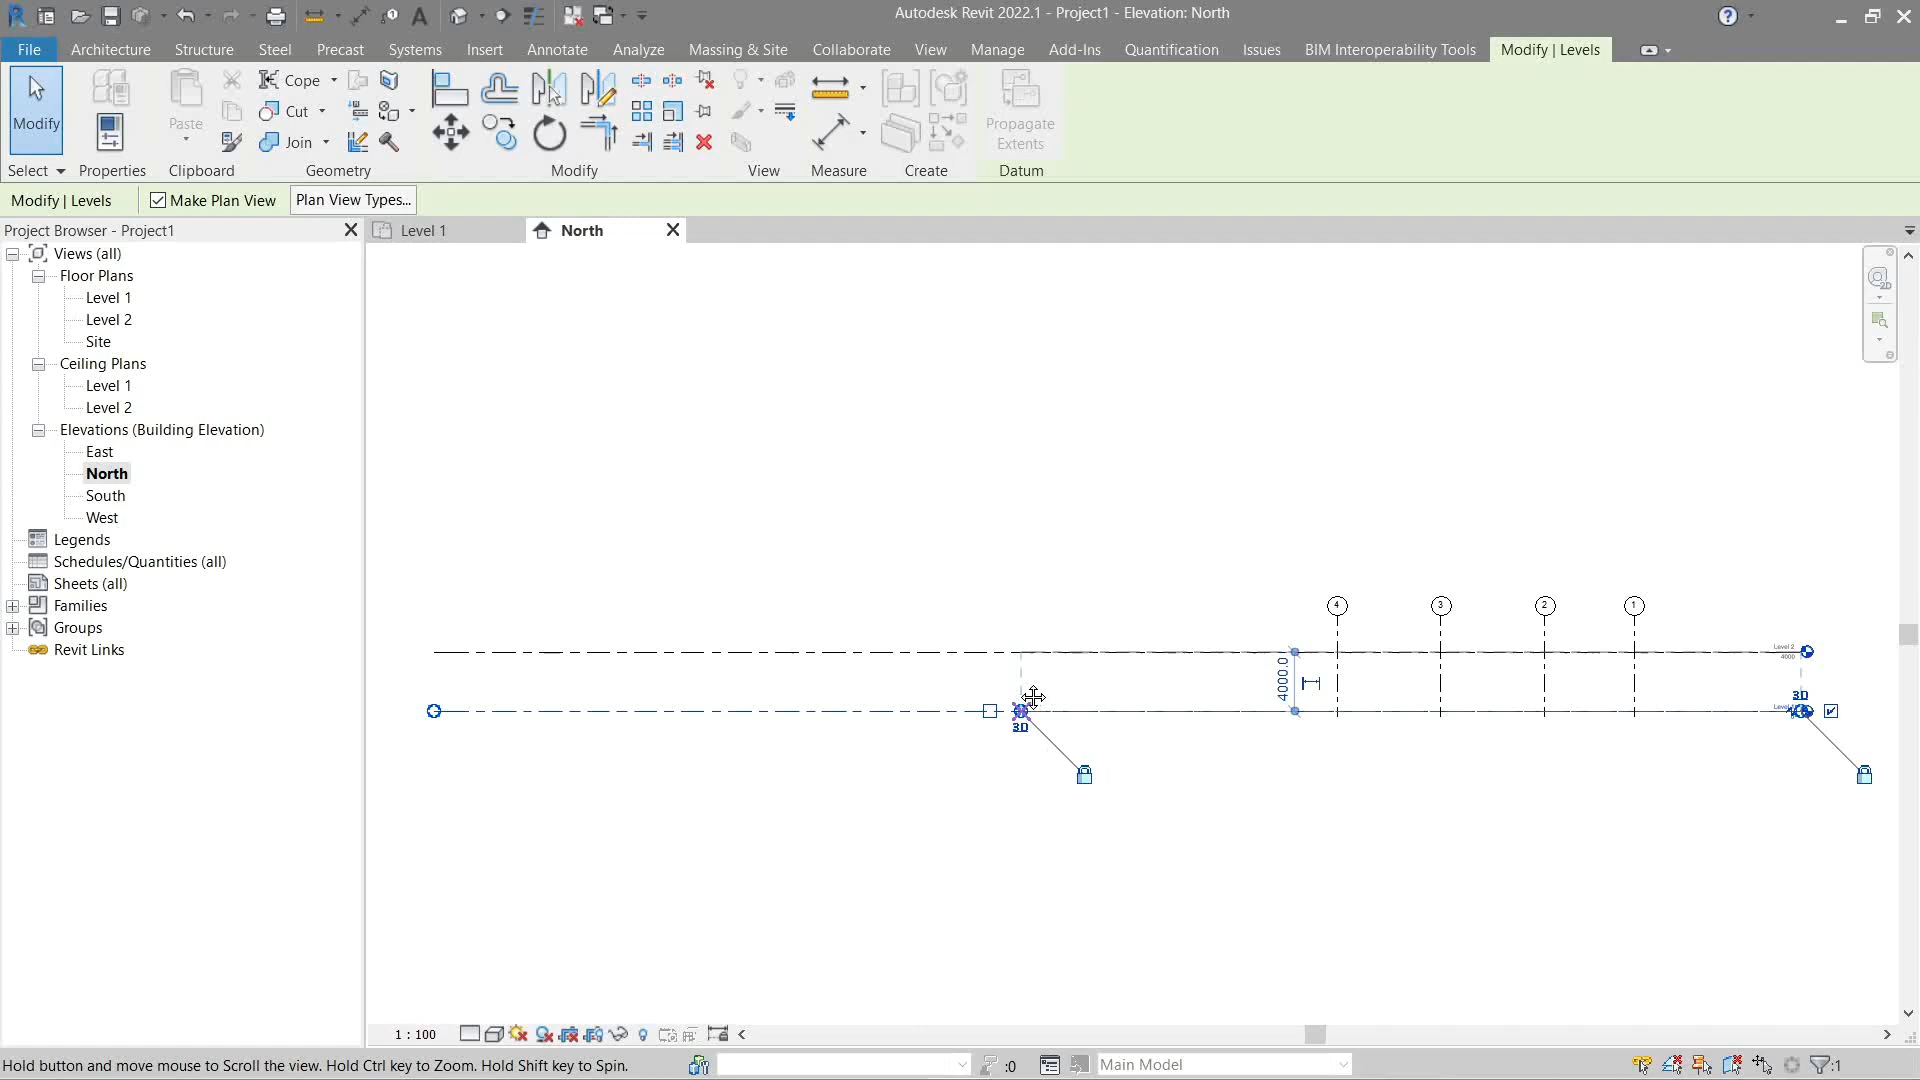 Autodesk Revit 2022.1 - Project1 - Elevation: North
File Architecture Structure Steel Precast Systems Insert Annotate Analyze Massing & Site Collaborate View Manage Add-Ins Quantification Issues BIM Interoperability Tools Modify | Levels
Modify
Paste
Cope
Cut
Join
Propagate
Extents
Select Properties Clipboard Geometry Modify View Measure Create Datum
Modify | Levels Make Plan View Plan View Types...
Project Browser - Project1
Level 1
North
Views (all)
Floor Plans
Level 1
Level 2
Site
Ceiling Plans
Level 1
Level 2
Elevations (Building Elevation)
East
North
South
West
Legends
Schedules/Quantities (all)
Sheets (all)
Families
Groups
Revit Links
4 3 2 1
Level 2
4000
4000.0
3D
3D
1 : 100
Hold button and move mouse to Scroll the view. Hold Ctrl key to Zoom. Hold Shift key to Spin.
:0
Main Model
:1